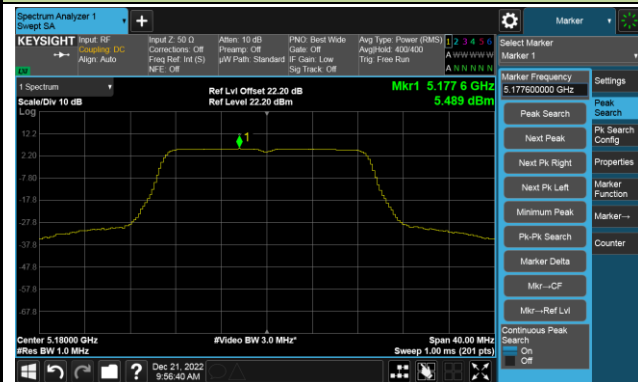 Spectrum Analyzer 1
Swept SA
+
Marker
KEYSIGHT
Input: RF
Coupling: DC
Align: Auto
Input Z: 50 Ω
Corrections: Off
Freq Ref: Int (S)
NFE: Off
Atten: 10 dB
Preamp: Off
µW Path: Standard
PNO: Best Wide
Gate: Off
IF Gain: Low
Sig Track: Off
Avg Type: Power (RMS)
Avg|Hold: 400/400
Trig: Free Run
1 2 3 4 5 6
A W W W W W
A N N N N N
LXI
Select Marker
Marker 1
1 Spectrum
Scale/Div 10 dB
Log
Ref Lvl Offset 22.20 dB
Ref Level 22.20 dBm
Mkr1 5.177 6 GHz
5.489 dBm
Marker Frequency
5.177600000 GHz
Peak Search
Next Peak
Next Pk Right
Next Pk Left
Minimum Peak
Pk-Pk Search
Marker Delta
Mkr→CF
Mkr→Ref Lvl
Continuous Peak
Search
On
Off
Settings
Peak
Search
Pk Search
Config
Properties
Marker
Function
Marker→
Counter
12.2
2.20
-7.80
-17.8
-27.8
-37.8
-47.8
-57.8
-67.8
1
Center 5.18000 GHz
#Res BW 1.0 MHz
#Video BW 3.0 MHz*
Span 40.00 MHz
Sweep 1.00 ms (201 pts)
?
Dec 21, 2022
9:56:40 AM